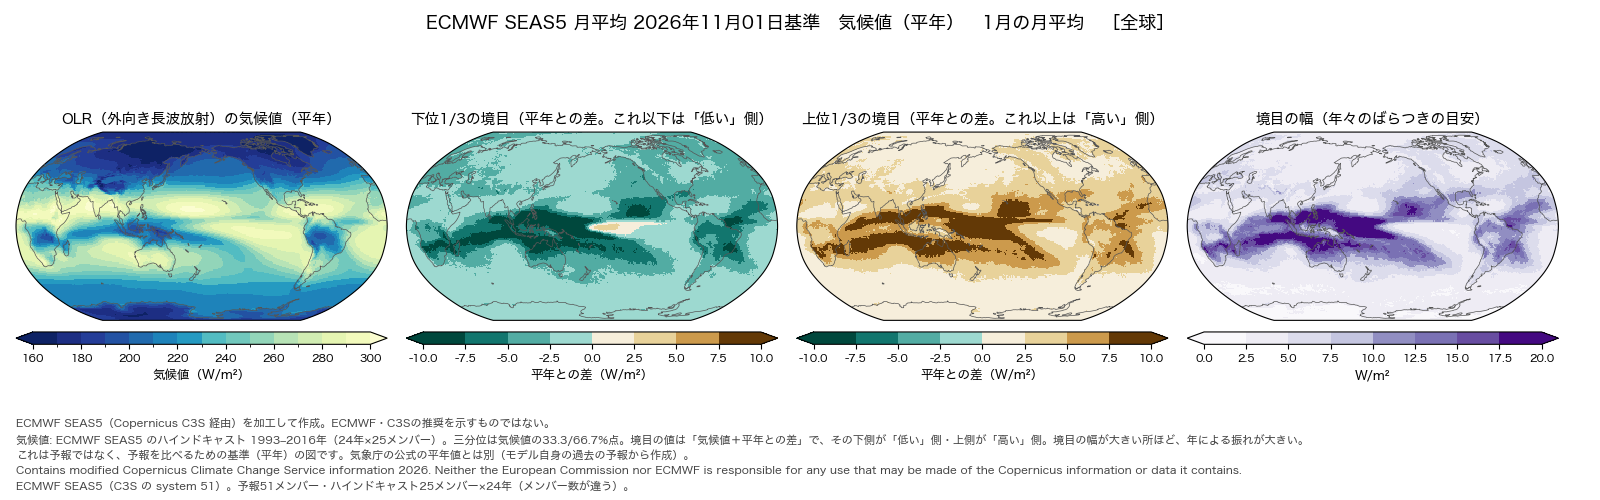 ECMWF SEAS5 月平均 2026年11月01日基準　気候値（平年）　1月の月平均　［全球］
OLR（外向き長波放射）の気候値（平年）
下位1/3の境目（平年との差。これ以下は「低い」側）
上位1/3の境目（平年との差。これ以上は「高い」側）
境目の幅（年々のばらつきの目安）
160 180 200 220 240 260 280 300
気候値（W/m²）
-10.0 -7.5 -5.0 -2.5 0.0 2.5 5.0 7.5 10.0
平年との差（W/m²）
-10.0 -7.5 -5.0 -2.5 0.0 2.5 5.0 7.5 10.0
平年との差（W/m²）
0.0 2.5 5.0 7.5 10.0 12.5 15.0 17.5 20.0
W/m²
ECMWF SEAS5（Copernicus C3S 経由）を加工して作成。ECMWF・C3Sの推奨を示すものではない。
気候値: ECMWF SEAS5 のハインドキャスト 1993–2016年（24年×25メンバー）。三分位は気候値の33.3/66.7%点。境目の値は「気候値＋平年との差」で、その下側が「低い」側・上側が「高い」側。境目の幅が大きい所ほど、年による振れが大きい。
これは予報ではなく、予報を比べるための基準（平年）の図です。気象庁の公式の平年値とは別（モデル自身の過去の予報から作成）。
Contains modified Copernicus Climate Change Service information 2026. Neither the European Commission nor ECMWF is responsible for any use that may be made of the Copernicus information or data it contains.
ECMWF SEAS5（C3S の system 51）。予報51メンバー・ハインドキャスト25メンバー×24年（メンバー数が違う）。